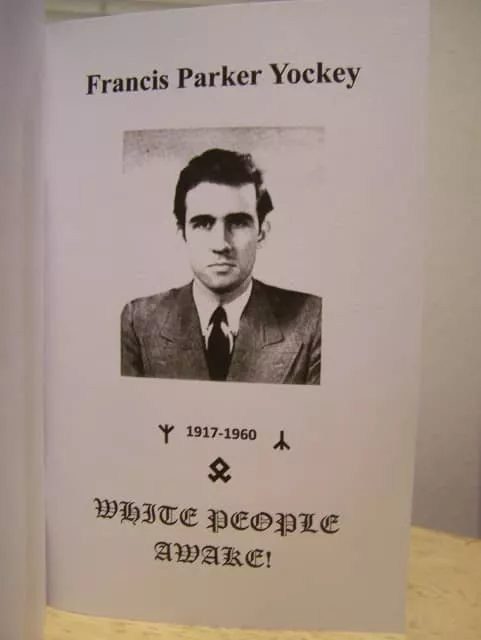 Francis Parker Yockey
ᛉ 1917-1960 ᛦ
ᛟ
WHITE PEOPLE
AWAKE!